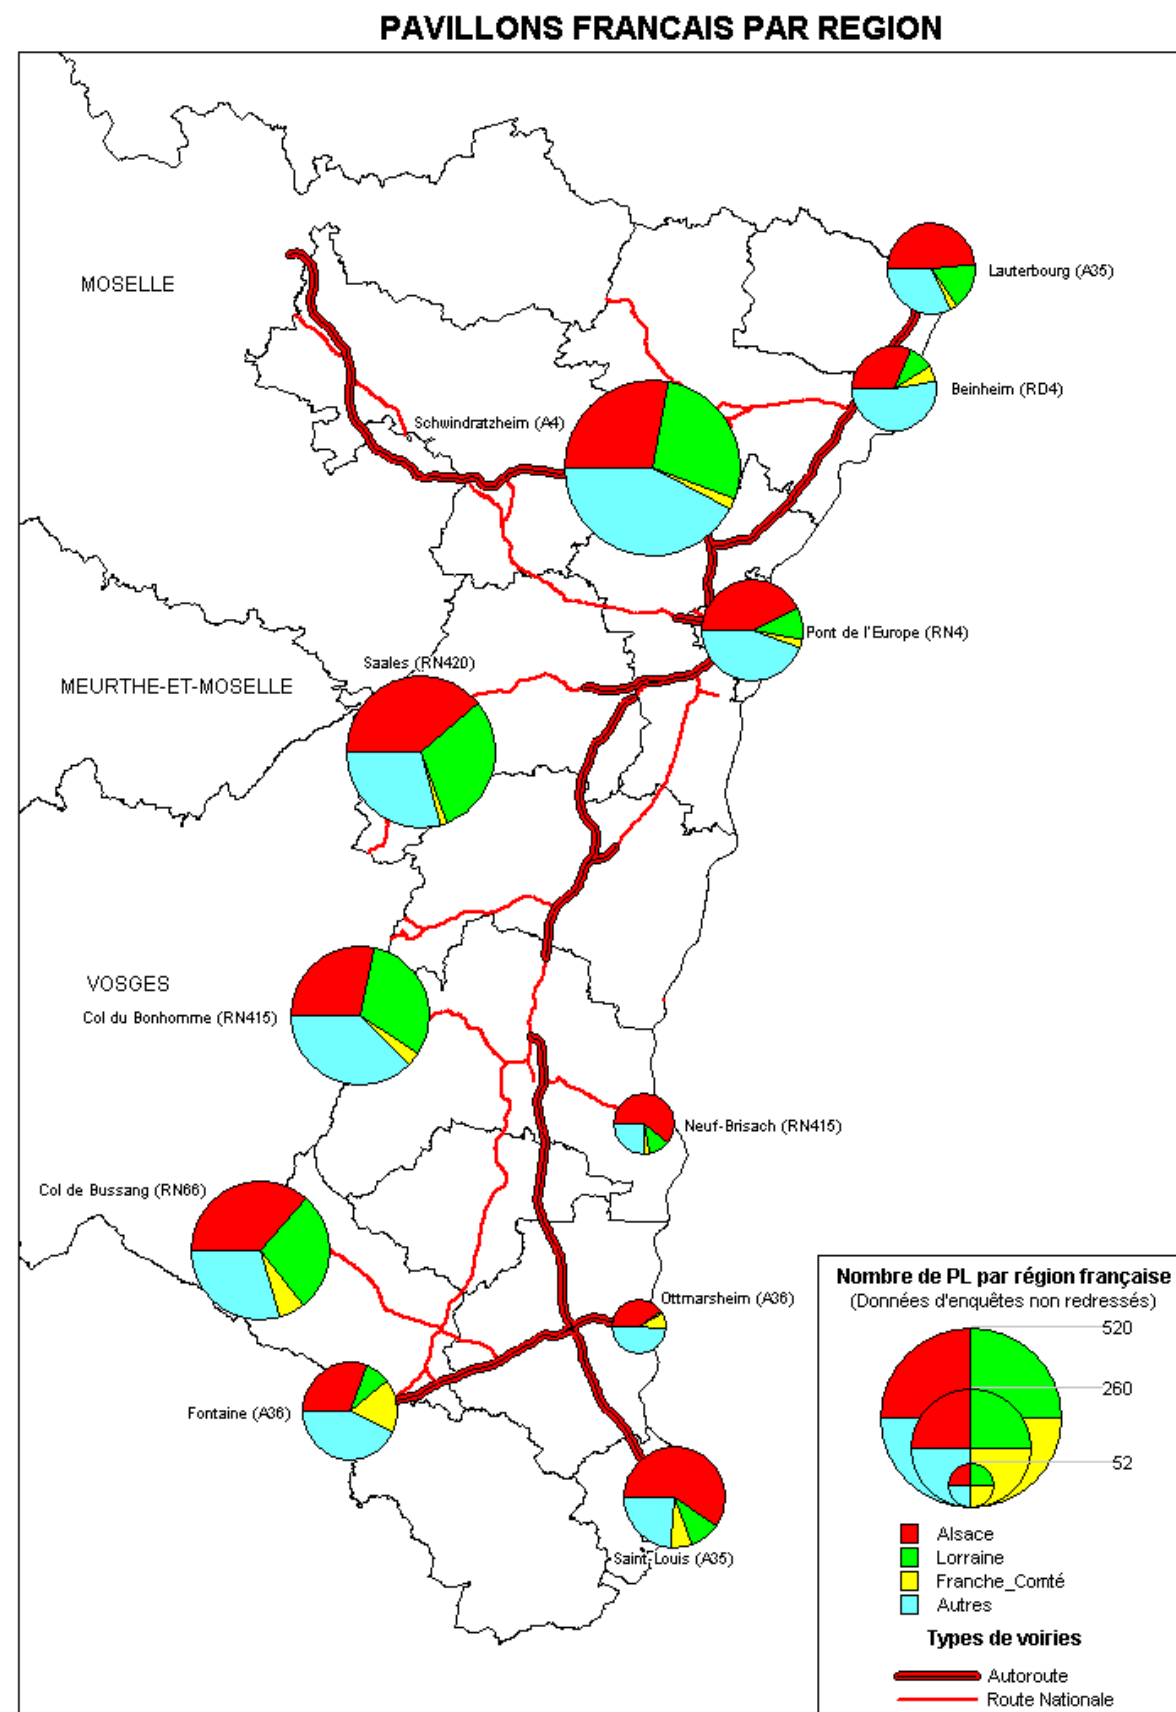 PAVILLONS FRANCAIS PAR REGION
MOSELLE
Lauterbourg (A35)
Beinheim (RD4)
Schwindratzheim (A4)
Pont de l'Europe (RN4)
Saales (RN420)
MEURTHE-ET-MOSELLE
VOSGES
Col du Bonhomme (RN415)
Neuf-Brisach (RN415)
Col de Bussang (RN66)
Ottmarsheim (A36)
Fontaine (A36)
Saint-Louis (A35)
Nombre de PL par région française
(Données d'enquêtes non redressés)
520
260
52
Alsace
Lorraine
Franche_Comté
Autres
Types de voiries
Autoroute
Route Nationale